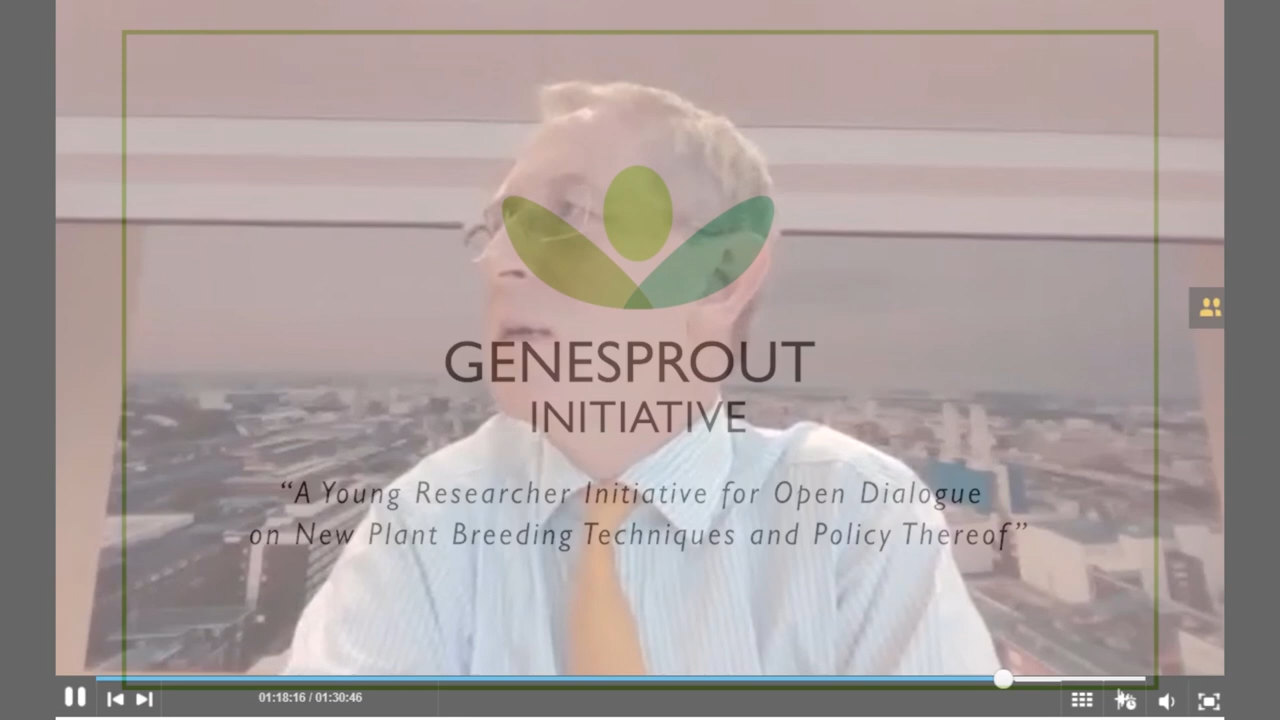 GENESPROUT
INITIATIVE
“A Young Researcher Initiative for Open Dialogue
on New Plant Breeding Techniques and Policy Thereof”
01:18:16 / 01:30:46